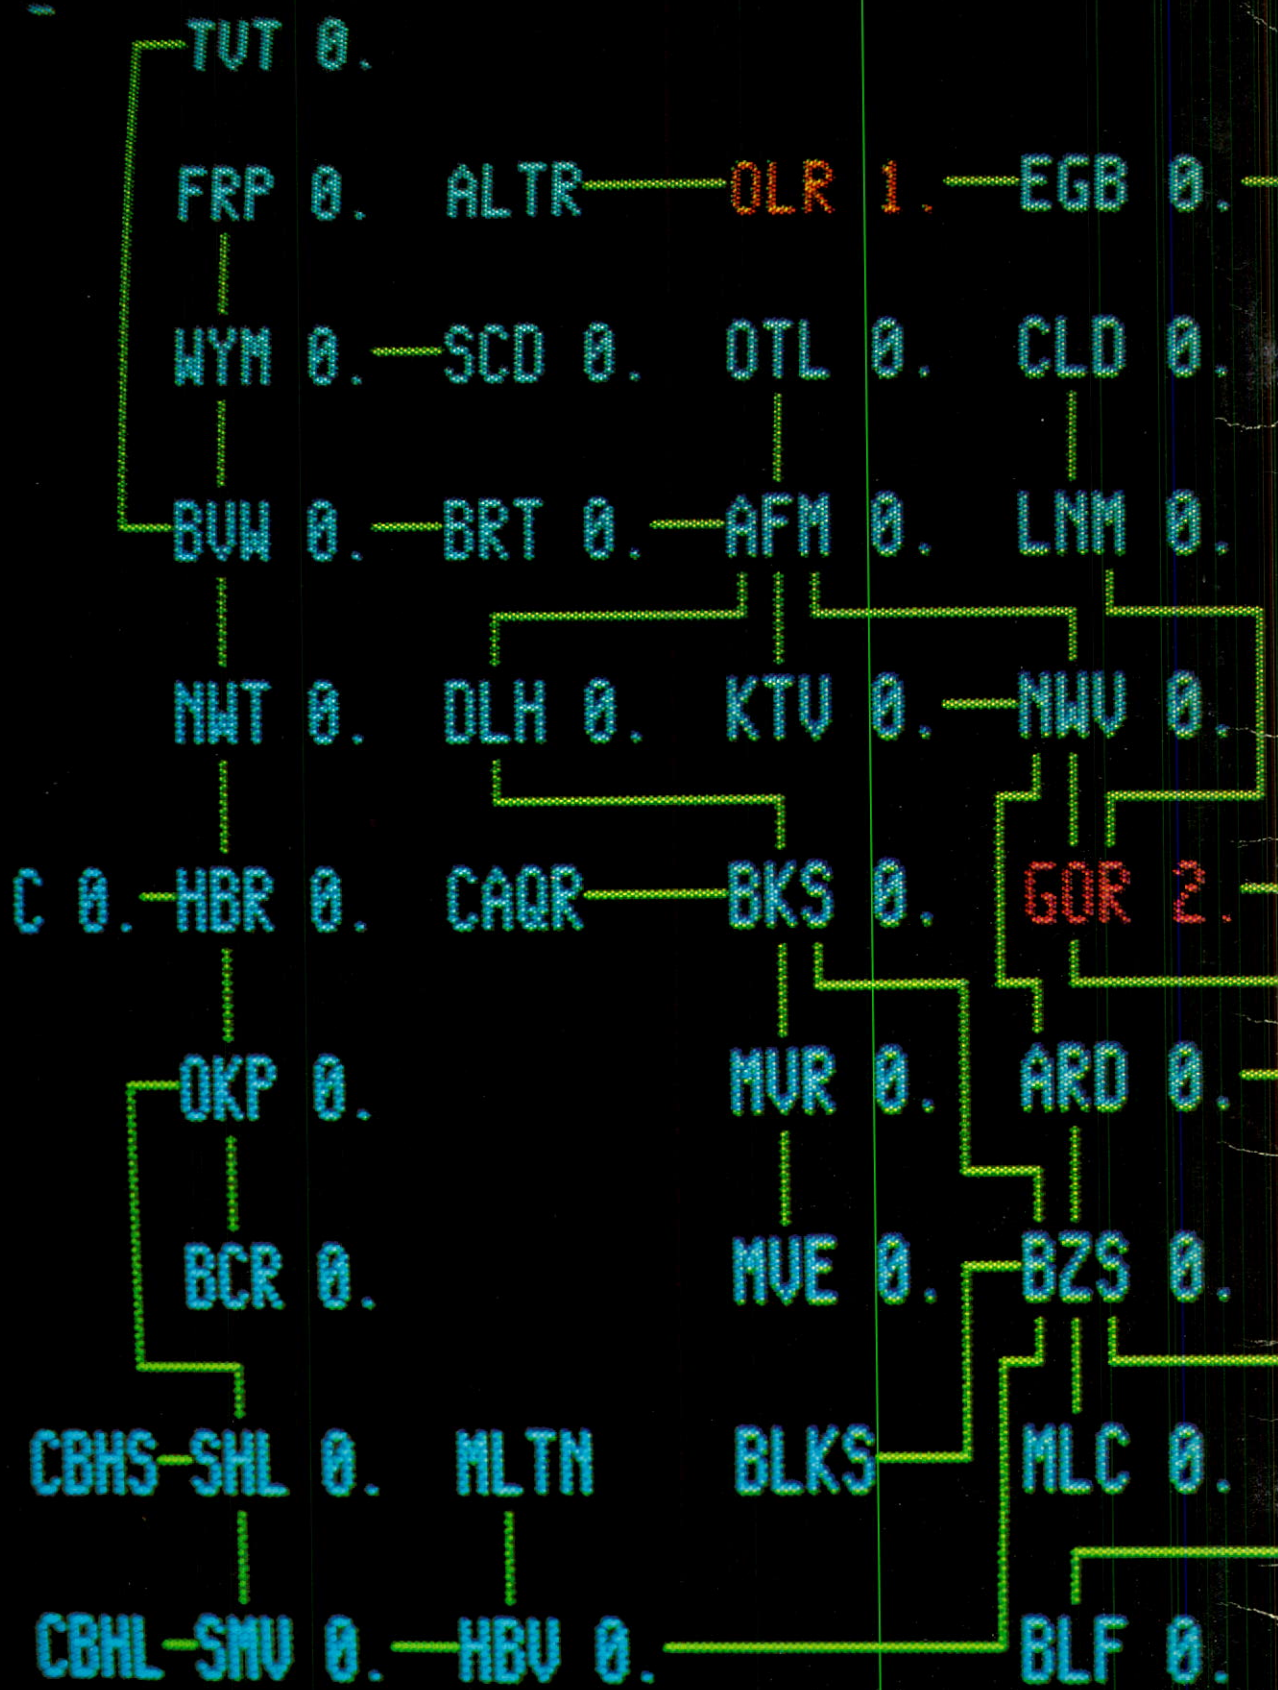 TVT 0.
FRP 0. ALTR OLR 1. EGB 0.
WYM 0. SCD 0. OTL 0. CLD 0.
BVW 0. BRT 0. AFM 0. LNM 0.
NWT 0. DLH 0. KTV 0. NWV 0.
C 0. HBR 0. CAQR BKS 0. GOR 2.
OKP 0. MVR 0. ARD 0.
BCR 0. MVE 0. BZS 0.
CBHS SHL 0. MLTN BLKS MLC 0.
CBHL SMV 0. HBV 0. BLF 0.